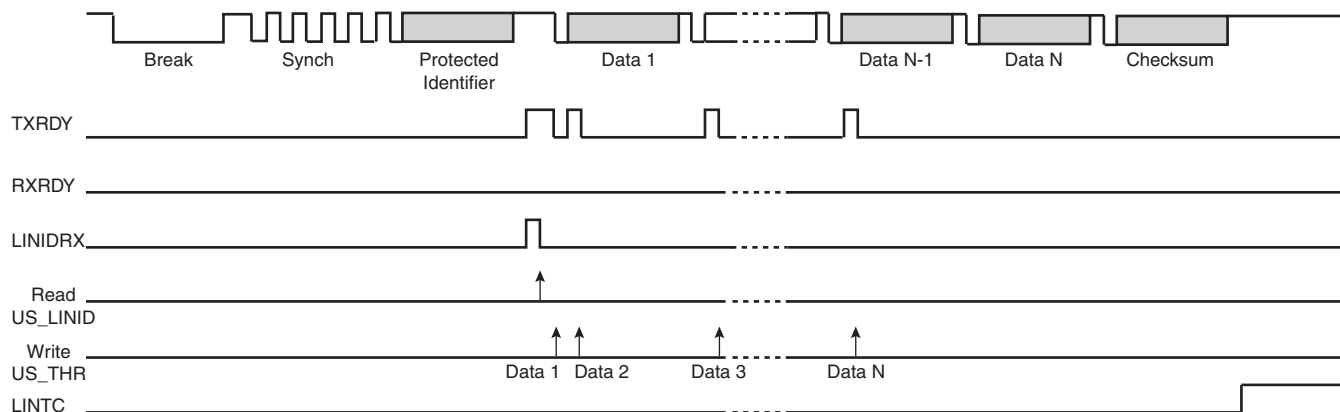 Break
Synch
Protected
Identifier
Data 1
Data N-1
Data N
Checksum
TXRDY
RXRDY
LINIDRX
Read
US_LINID
Write
US_THR
Data 1
Data 2
Data 3
Data N
LINTC